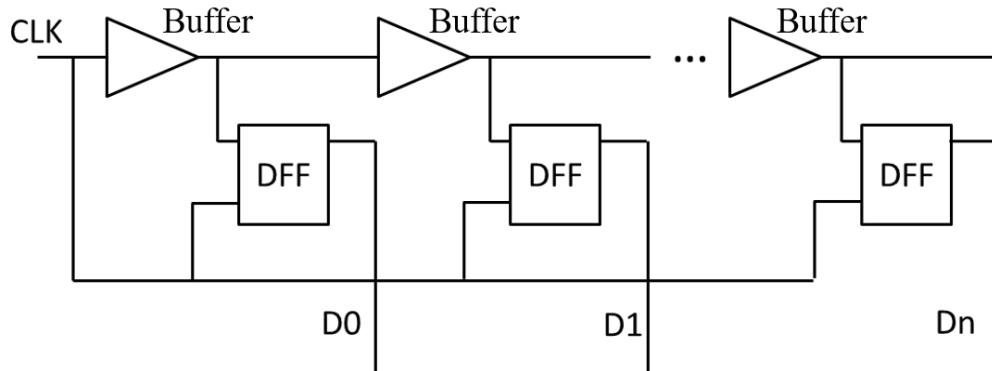 CLK Buffer Buffer Buffer
...
DFF DFF DFF
D0 D1 Dn